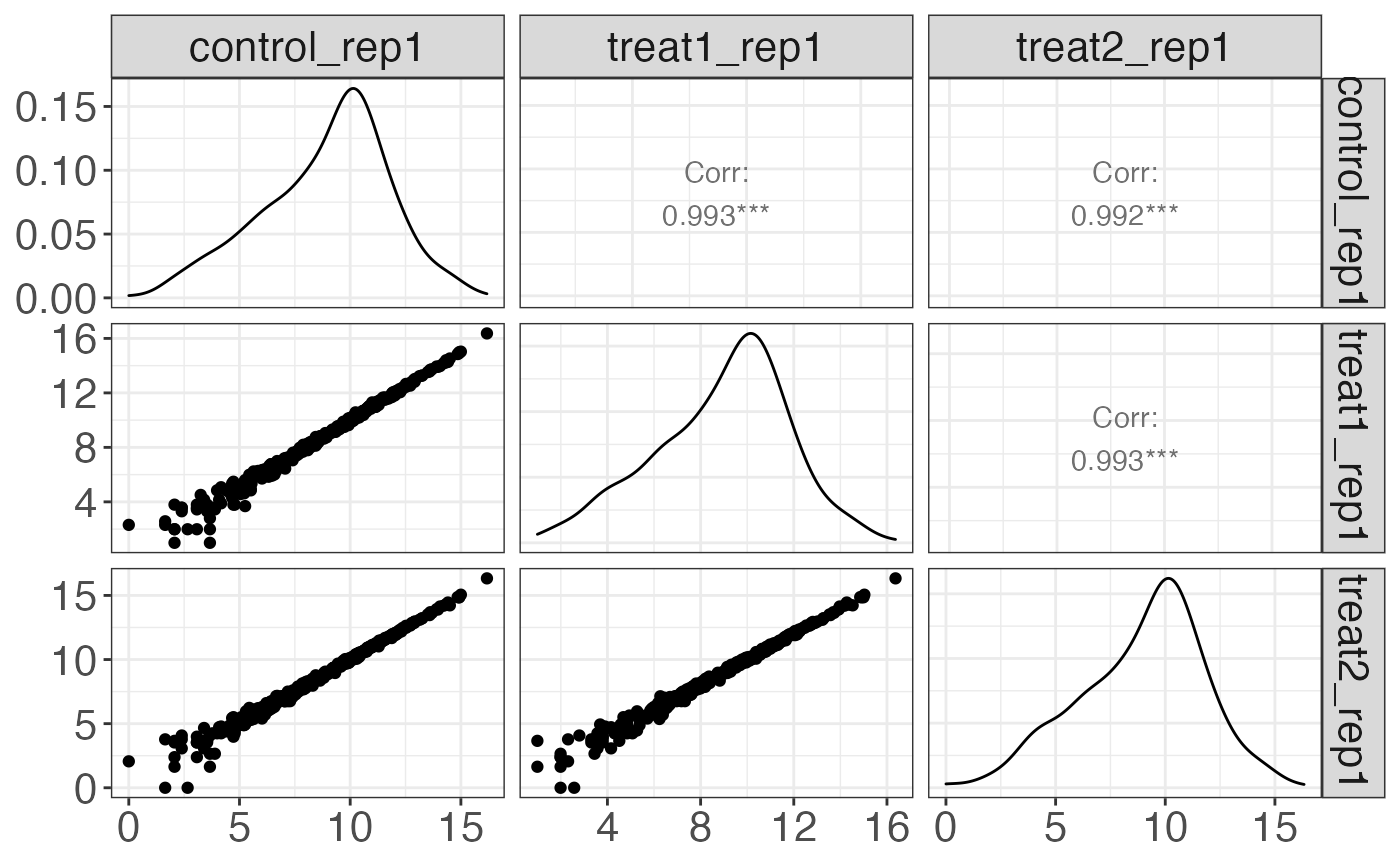 control_rep1 treat1_rep1 treat2_rep1
0.15
0.10
0.05
0.00
Corr:
0.993***
Corr:
0.992***
control_rep1
16
12
8
4
Corr:
0.993***
treat1_rep1
15
10
5
0
treat2_rep1
0 5 10 15 4 8 12 16 0 5 10 15